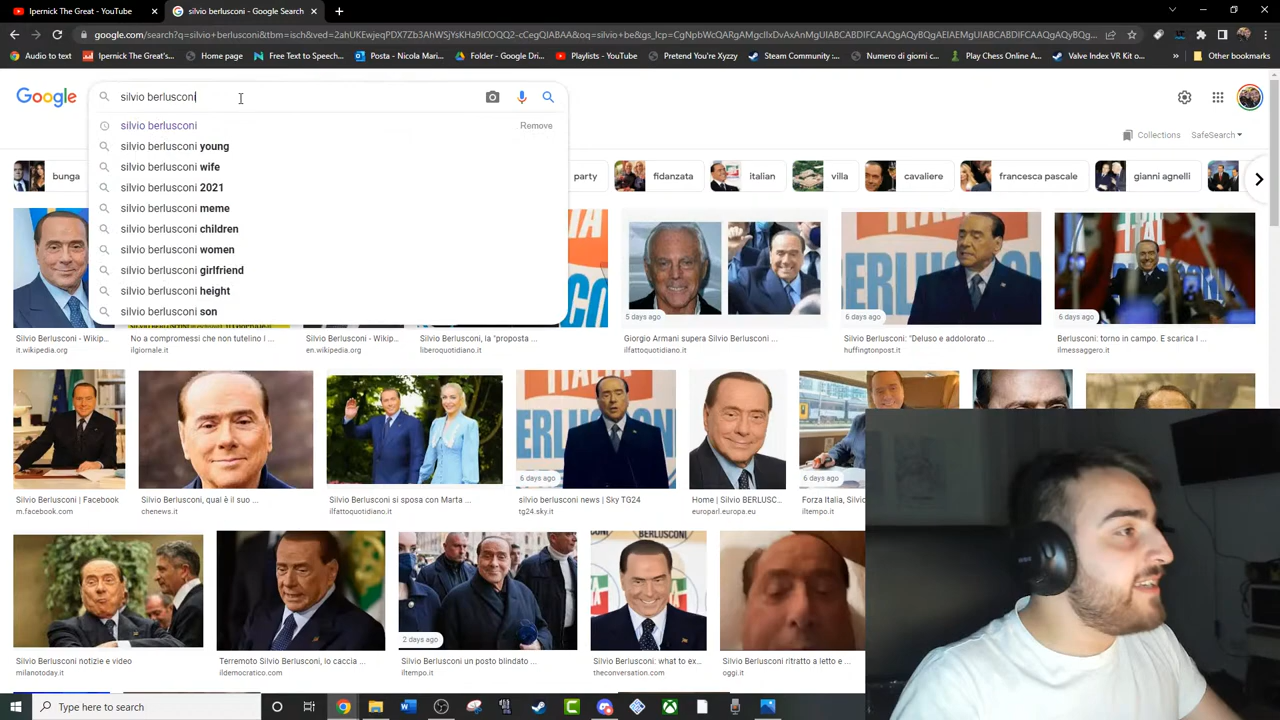 Ipernick The Great - YouTube
silvio berlusconi - Google Search
google.com/search?q=silvio+berlusconi&tbm=isch&ved=2ahUKEwjeqPDX7Zb3AhWSjYsKHa9ICOQQ2-cCegQIABAA&oq=silvio+be&gs_lcp=CgNpbWcQARgAMgcIIxDvAxAnMgUIABCABDIFCAAQgAQyBQgAEIAEMgUIABCABDIFCAAQgAQyBQgAEIAEMgUIABCABDIFCAAQgAQyBQg...
Audio to text
Ipernick The Great's...
Home
Free Text to Speech...
Posta - Nicola Mari...
Folder - Google Dri...
Playlists - YouTube
Pretend You're Xyzzy
Steam Community :...
Play Chess Online A...
Valve Index VR Kit o...
Other bookmarks
Google
silvio berlusconi
silvio berlusconi
Remove
silvio berlusconi young
silvio berlusconi wife
silvio berlusconi 2021
silvio berlusconi meme
silvio berlusconi children
silvio berlusconi women
silvio berlusconi girlfriend
silvio berlusconi height
silvio berlusconi son
Collections
SafeSearch
bunga
party
fidanzata
italian
villa
cavaliere
francesca pascale
gianni agnelli
5 days ago
6 days ago
6 days ago
Silvio Berlusconi - Wikip...
it.wikipedia.org
No a compromessi che non tutelino l ...
ilgiornale.it
Silvio Berlusconi - Wikip...
en.wikipedia.org
Silvio Berlusconi, la "proposta ...
liberoquotidiano.it
Giorgio Armani supera Silvio Berlusconi ...
ilfattoquotidiano.it
Silvio Berlusconi: "Deluso e addolorato ...
huffingtonpost.it
Berlusconi: torno in campo. E scarica l ...
ilmessaggero.it
6 days ago
6 days ago
Silvio Berlusconi | Facebook
m.facebook.com
Silvio Berlusconi, qual è il suo ...
chenews.it
Silvio Berlusconi si sposa con Marta ...
ilfattoquotidiano.it
silvio berlusconi news | Sky TG24
tg24.sky.it
Home | Silvio BERLUSC...
europarl.europa.eu
Forza Italia, Silvio
iltempo.it
2 days ago
Silvio Berlusconi notizie e video
milanotoday.it
Terremoto Silvio Berlusconi, lo caccia ...
ildemocratico.com
Silvio Berlusconi un posto blindato ...
iltempo.it
Silvio Berlusconi: what to ex...
theconversation.com
Silvio Berlusconi ritratto a letto e ...
oggi.it
Type here to search